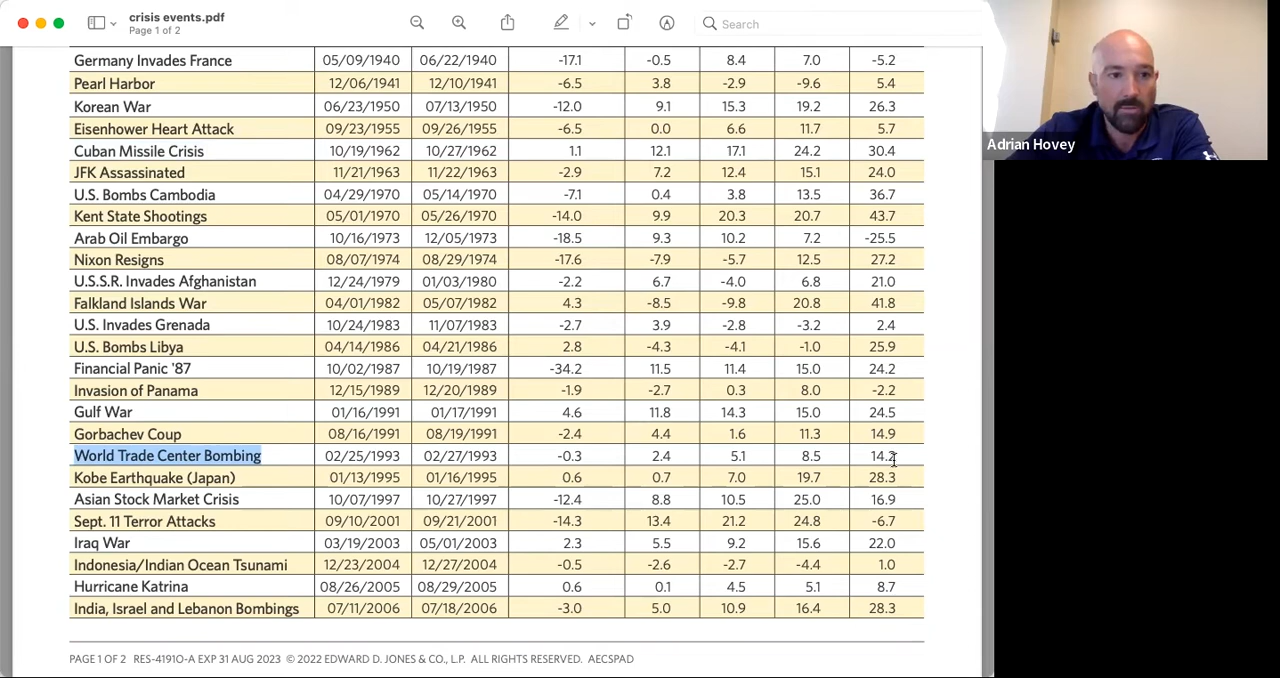 crisis events.pdf
Page 1 of 2
Search
Germany Invades France 05/09/1940 06/22/1940 -17.1 -0.5 8.4 7.0 -5.2
Pearl Harbor 12/06/1941 12/10/1941 -6.5 3.8 -2.9 -9.6 5.4
Korean War 06/23/1950 07/13/1950 -12.0 9.1 15.3 19.2 26.3
Eisenhower Heart Attack 09/23/1955 09/26/1955 -6.5 0.0 6.6 11.7 5.7
Cuban Missile Crisis 10/19/1962 10/27/1962 1.1 12.1 17.1 24.2 30.4
JFK Assassinated 11/21/1963 11/22/1963 -2.9 7.2 12.4 15.1 24.0
U.S. Bombs Cambodia 04/29/1970 05/14/1970 -7.1 0.4 3.8 13.5 36.7
Kent State Shootings 05/01/1970 05/26/1970 -14.0 9.9 20.3 20.7 43.7
Arab Oil Embargo 10/16/1973 12/05/1973 -18.5 9.3 10.2 7.2 -25.5
Nixon Resigns 08/07/1974 08/29/1974 -17.6 -7.9 -5.7 12.5 27.2
U.S.S.R. Invades Afghanistan 12/24/1979 01/03/1980 -2.2 6.7 -4.0 6.8 21.0
Falkland Islands War 04/01/1982 05/07/1982 4.3 -8.5 -9.8 20.8 41.8
U.S. Invades Grenada 10/24/1983 11/07/1983 -2.7 3.9 -2.8 -3.2 2.4
U.S. Bombs Libya 04/14/1986 04/21/1986 2.8 -4.3 -4.1 -1.0 25.9
Financial Panic '87 10/02/1987 10/19/1987 -34.2 11.5 11.4 15.0 24.2
Invasion of Panama 12/15/1989 12/20/1989 -1.9 -2.7 0.3 8.0 -2.2
Gulf War 01/16/1991 01/17/1991 4.6 11.8 14.3 15.0 24.5
Gorbachev Coup 08/16/1991 08/19/1991 -2.4 4.4 1.6 11.3 14.9
World Trade Center Bombing 02/25/1993 02/27/1993 -0.3 2.4 5.1 8.5 14.2
Kobe Earthquake (Japan) 01/13/1995 01/16/1995 0.6 0.7 7.0 19.7 28.3
Asian Stock Market Crisis 10/07/1997 10/27/1997 -12.4 8.8 10.5 25.0 16.9
Sept. 11 Terror Attacks 09/10/2001 09/21/2001 -14.3 13.4 21.2 24.8 -6.7
Iraq War 03/19/2003 05/01/2003 2.3 5.5 9.2 15.6 22.0
Indonesia/Indian Ocean Tsunami 12/23/2004 12/27/2004 -0.5 -2.6 -2.7 -4.4 1.0
Hurricane Katrina 08/26/2005 08/29/2005 0.6 0.1 4.5 5.1 8.7
India, Israel and Lebanon Bombings 07/11/2006 07/18/2006 -3.0 5.0 10.9 16.4 28.3
PAGE 1 OF 2 RES-4191O-A EXP 31 AUG 2023 © 2022 EDWARD D. JONES & CO., L.P. ALL RIGHTS RESERVED. AECSPAD
Adrian Hovey